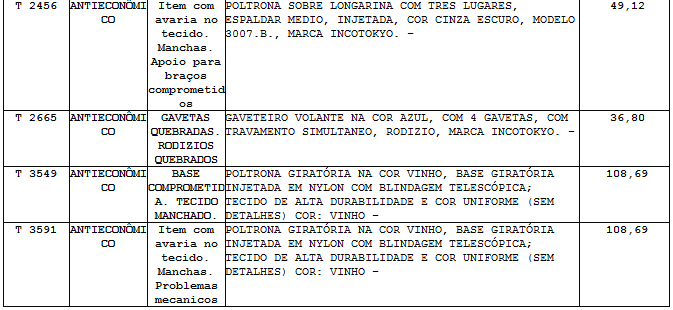 T 2456 ANTIECONÔMI Item com POLTRONA SOBRE LONGARINA COM TRES LUGARES, 49,12
CO avaria no ESPALDAR MEDIO, INJETADA, COR CINZA ESCURO, MODELO
tecido. 3007.B., MARCA INCOTOKYO. –
Manchas.
Apoio para
braços
comprometid
os
T 2665 ANTIECONÔMI GAVETAS GAVETEIRO VOLANTE NA COR AZUL, COM 4 GAVETAS, COM 36,80
CO QUEBRADAS. TRAVAMENTO SIMULTANEO, RODIZIO, MARCA INCOTOKYO. –
RODIZIOS
QUEBRADOS
T 3549 ANTIECONÔMI BASE POLTRONA GIRATÓRIA NA COR VINHO, BASE GIRATÓRIA 108,69
CO COMPROMETID INJETADA EM NYLON COM BLINDAGEM TELESCÓPICA;
A. TECIDO TECIDO DE ALTA DURABILIDADE E COR UNIFORME (SEM
MANCHADO. DETALHES) COR: VINHO –
T 3591 ANTIECONÔMI Item com POLTRONA GIRATÓRIA NA COR VINHO, BASE GIRATÓRIA 108,69
CO avaria no INJETADA EM NYLON COM BLINDAGEM TELESCÓPICA;
tecido. TECIDO DE ALTA DURABILIDADE E COR UNIFORME (SEM
Manchas. DETALHES) COR: VINHO –
Problemas
mecanicos